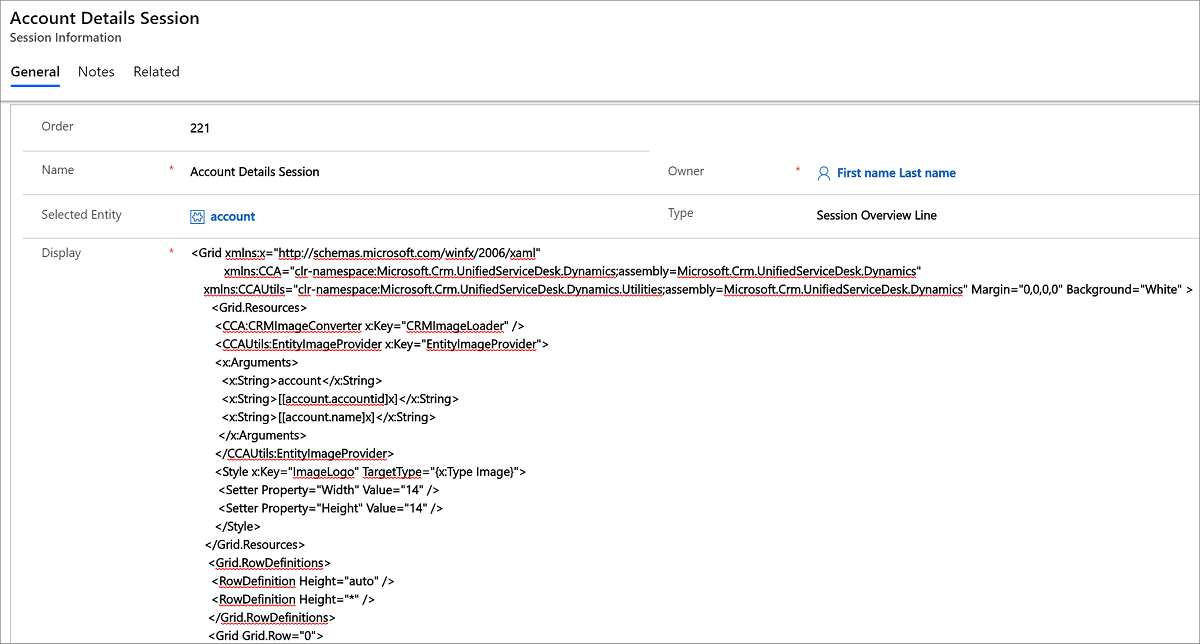 Account Details Session
Session Information
General Notes Related
Order 221
Name * Account Details Session Owner * First name Last name
Selected Entity account Type Session Overview Line
Display * <Grid xmlns:x="http://schemas.microsoft.com/winfx/2006/xaml"
xmlns:CCA="clr-namespace:Microsoft.Crm.UnifiedServiceDesk.Dynamics;assembly=Microsoft.Crm.UnifiedServiceDesk.Dynamics"
xmlns:CCAUtils="clr-namespace:Microsoft.Crm.UnifiedServiceDesk.Dynamics.Utilities;assembly=Microsoft.Crm.UnifiedServiceDesk.Dynamics" Margin="0,0,0,0" Background="White" >
<Grid.Resources>
<CCA:CRMImageConverter x:Key="CRMImageLoader" />
<CCAUtils:EntityImageProvider x:Key="EntityImageProvider">
<x:Arguments>
<x:String>account</x:String>
<x:String>[[account.accountid]x]</x:String>
<x:String>[[account.name]x]</x:String>
</x:Arguments>
</CCAUtils:EntityImageProvider>
<Style x:Key="ImageLogo" TargetType="{x:Type Image}">
<Setter Property="Width" Value="14" />
<Setter Property="Height" Value="14" />
</Style>
</Grid.Resources>
<Grid.RowDefinitions>
<RowDefinition Height="auto" />
<RowDefinition Height="*" />
</Grid.RowDefinitions>
<Grid Grid.Row="0">